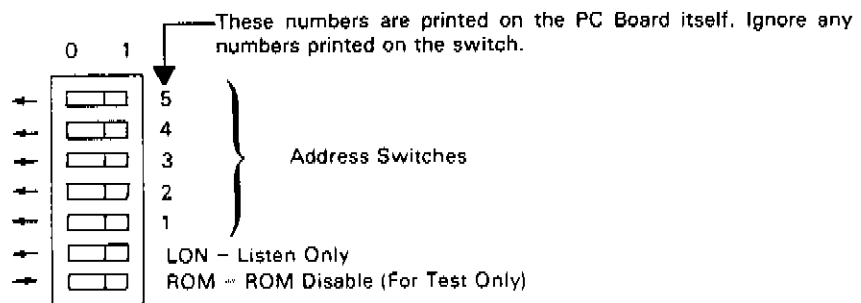 These numbers are printed on the PC Board itself. Ignore any
numbers printed on the switch.
0 1
5
4
3
2
1
Address Switches
LON – Listen Only
ROM – ROM Disable (For Test Only)